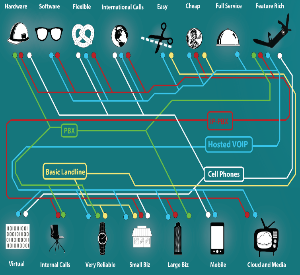 Hardware Software Flexible International Calls Easy Cheap Full Service Feature Rich
PBX
Hosted VOIP
Basic Landline
Cell Phones
Virtual Internal Calls Very Reliable Small Biz Large Biz Mobile Cloud and Media